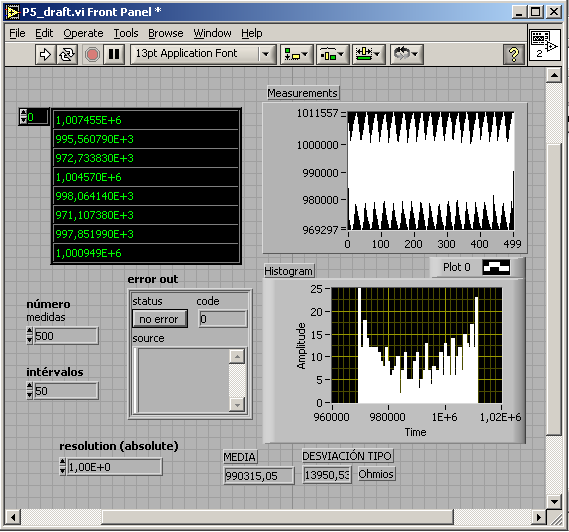 P5_draft.vi Front Panel *
File Edit Operate Tools Browse Window Help
13pt Application Font
?
2
Measurements
0
1,007455E+6
995,560790E+3
972,733830E+3
1,004570E+6
998,064140E+3
971,107380E+3
997,851990E+3
1,000949E+6
1011557
1000000
990000
980000
969297
0 100 200 300 400 499
Plot 0
Histogram
25
20
15
10
5
0
Amplitude
960000 980000 1E+6 1,02E+6
Time
error out
status code
no error 0
source
número
medidas
500
intérvalos
50
resolution (absolute)
1,00E+0
MEDIA DESVIACIÓN TIPO
990315,05 13950,53 Ohmios